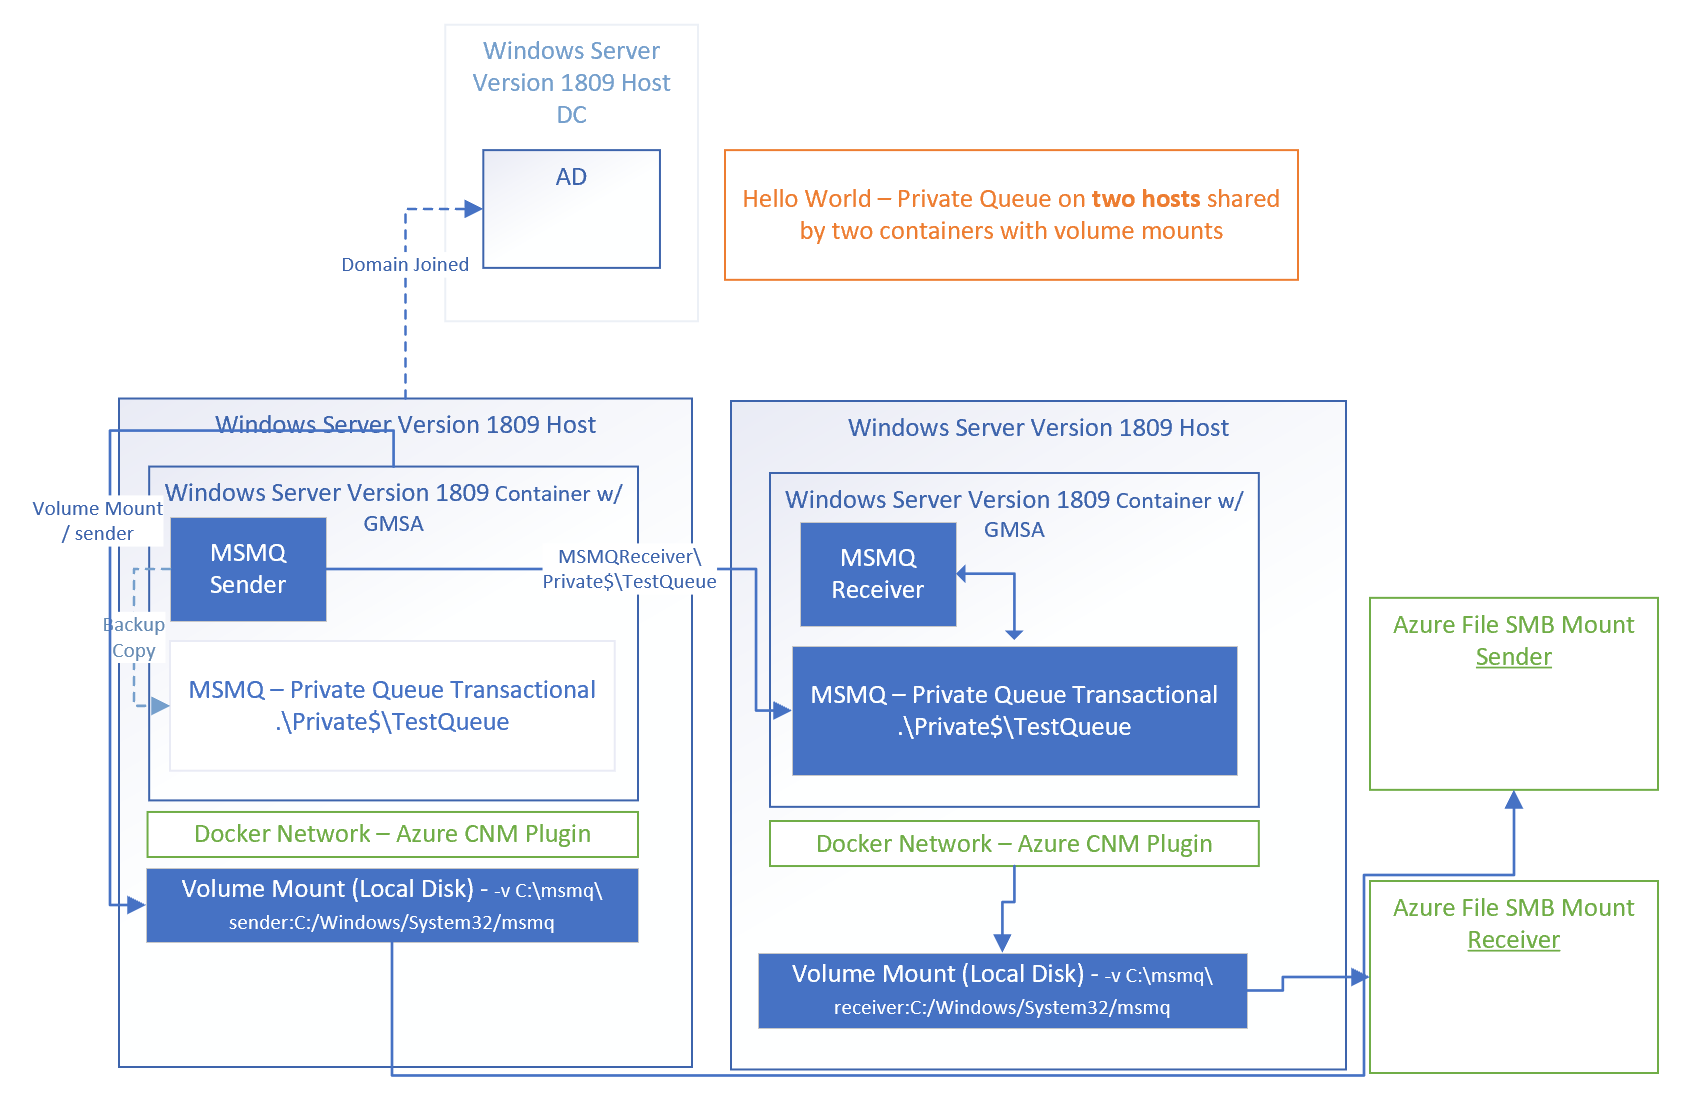 Windows Server
Version 1809 Host
DC
AD
Hello World – Private Queue on two hosts shared
by two containers with volume mounts
Domain Joined
Windows Server Version 1809 Host
Windows Server Version 1809 Container w/
GMSA
Volume Mount
/ sender
MSMQ
Sender
MSMQReceiver\
Private$\TestQueue
Backup
Copy
MSMQ – Private Queue Transactional
.\Private$\TestQueue
Docker Network – Azure CNM Plugin
Volume Mount (Local Disk) - -v C:\msmq\
sender:C:/Windows/System32/msmq
Windows Server Version 1809 Host
Windows Server Version 1809 Container w/
GMSA
MSMQ
Receiver
MSMQ – Private Queue Transactional
.\Private$\TestQueue
Docker Network – Azure CNM Plugin
Volume Mount (Local Disk) - -v C:\msmq\
receiver:C:/Windows/System32/msmq
Azure File SMB Mount
Sender
Azure File SMB Mount
Receiver